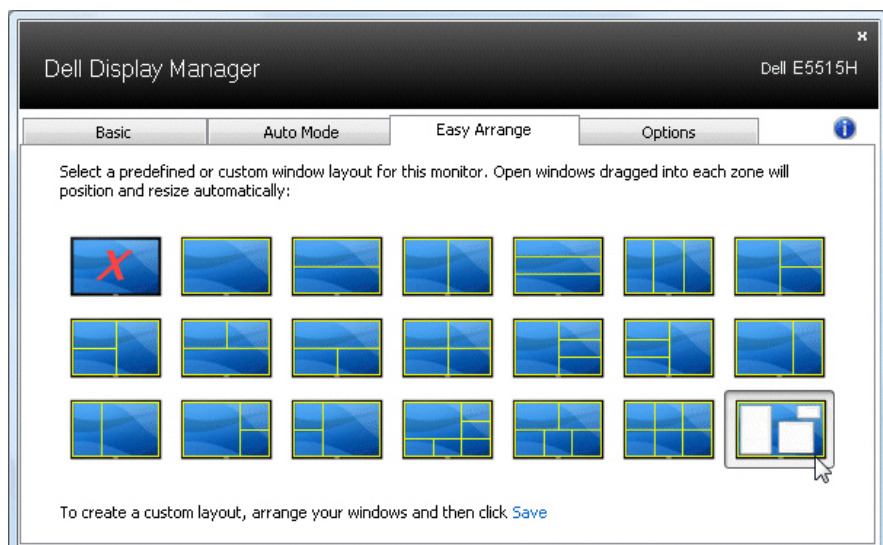 Dell Display Manager
Dell E5515H
Basic
Auto Mode
Easy Arrange
Options
Select a predefined or custom window layout for this monitor. Open windows dragged into each zone will
position and resize automatically:
To create a custom layout, arrange your windows and then click Save